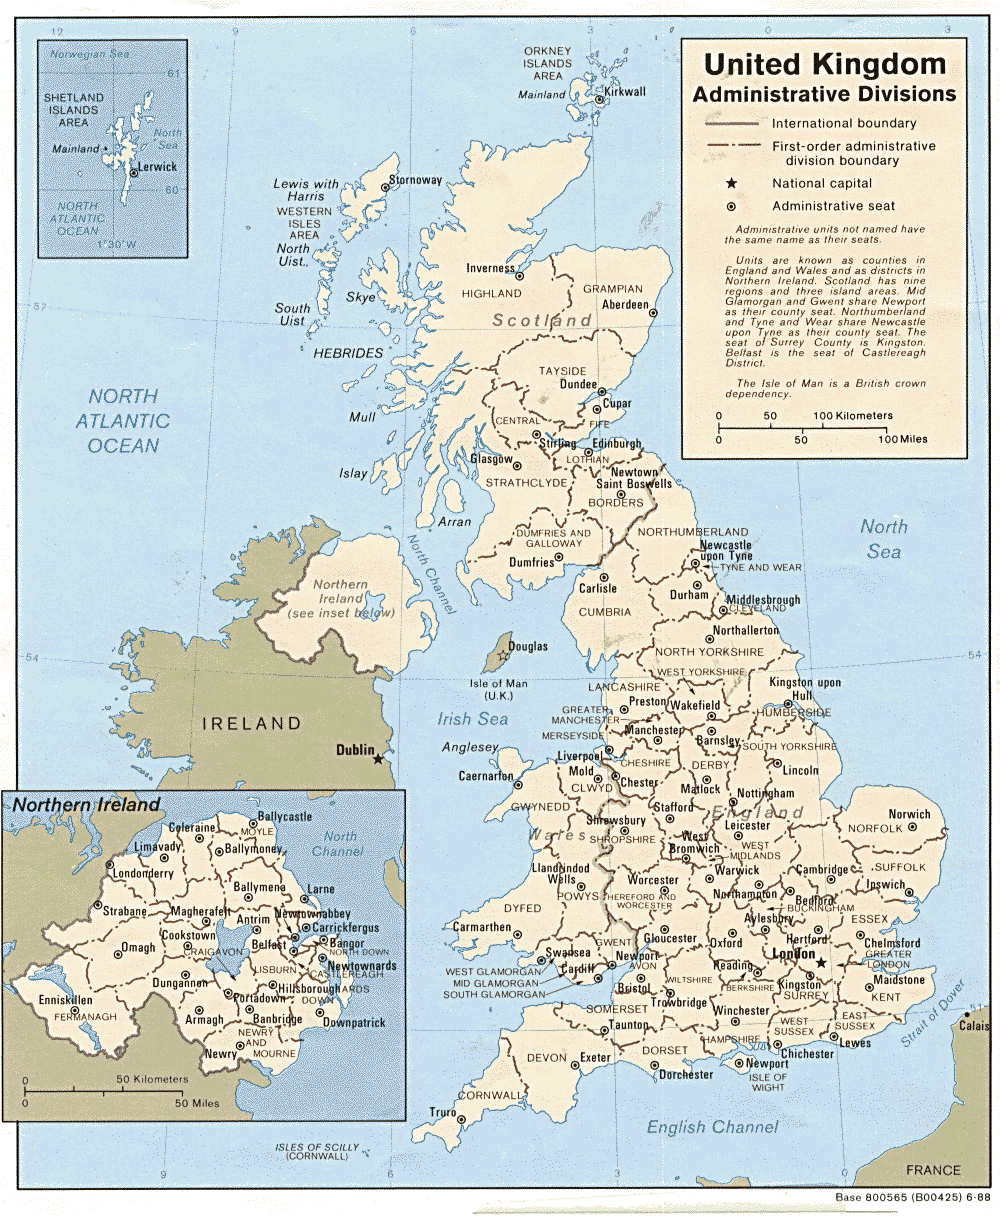 12
9
6
3
Norwegian Sea
61
SHETLAND
ISLANDS
AREA
North
Sea
Mainland
Lerwick
60
NORTH
ATLANTIC
OCEAN
1°30'W
ORKNEY
ISLANDS
AREA
Mainland
Kirkwall
United Kingdom
Administrative Divisions
International boundary
First-order administrative
division boundary
National capital
Administrative seat
Administrative units not named have
the same name as their seats.
Units are known as counties in
England and Wales and as districts in
Northern Ireland. Scotland has nine
regions and three island areas. Mid
Glamorgan and Gwent share Newport
as their county seat. Northumberland
and Tyne and Wear share Newcastle
upon Tyne as their county seat. The
seat of Surrey County is Kingston.
Belfast is the seat of Castlereagh
District.
The Isle of Man is a British crown
dependency.
0 50 100 Kilometers
0 50 100 Miles
Lewis with
Harris
Stornoway
WESTERN
ISLES
AREA
North
Uist
South
Uist
Skye
HEBRIDES
Mull
Islay
Arran
57
Inverness
HIGHLAND
GRAMPIAN
Aberdeen
Scotland
TAYSIDE
Dundee
Cupar
FIFE
CENTRAL
Stirling
Edinburgh
Glasgow
LOTHIAN
STRATHCLYDE
Newtown
Saint Boswells
BORDERS
DUMFRIES AND
GALLOWAY
Dumfries
NORTH
ATLANTIC
OCEAN
North
Sea
North Channel
NORTHUMBERLAND
Newcastle
upon Tyne
TYNE AND WEAR
Carlisle
Durham
Middlesbrough
CLEVELAND
CUMBRIA
Northallerton
NORTH YORKSHIRE
Northern
Ireland
(see inset below)
Douglas
Isle of Man
(U.K.)
54
54
IRELAND
Dublin
Irish Sea
WEST YORKSHIRE
LANCASHIRE
Preston
Wakefield
Kingston upon
Hull
HUMBERSIDE
GREATER
MANCHESTER
Manchester
Barnsley
SOUTH YORKSHIRE
MERSEYSIDE
Liverpool
Anglesey
Caernarfon
Mold
CLWYD
CHESHIRE
Chester
DERBY
Matlock
Lincoln
Nottingham
GWYNEDD
Stafford
England
Shrewsbury
SHROPSHIRE
Wales
Leicester
West
Bromwich
WEST
MIDLANDS
Norwich
NORFOLK
Llandrindod
Wells
POWYS
Worcester
HEREFORD AND
WORCESTER
Warwick
Northampton
Cambridge
SUFFOLK
Ipswich
Bedford
BUCKINGHAM
DYFED
Carmarthen
Aylesbury
ESSEX
GWENT
Gloucester
Oxford
Hertford
Chelmsford
Swansea
Newport
London
GREATER
LONDON
WEST GLAMORGAN
MID GLAMORGAN
SOUTH GLAMORGAN
Cardiff
AVON
Bristol
WILTSHIRE
Reading
BERKSHIRE
Kingston
SURREY
Maidstone
KENT
Trowbridge
SOMERSET
Winchester
Taunton
WEST
SUSSEX
EAST
SUSSEX
Strait of Dover
51
Calais
HAMPSHIRE
Lewes
Chichester
DEVON
Exeter
DORSET
Dorchester
Newport
ISLE OF
WIGHT
CORNWALL
Truro
English Channel
ISLES OF SCILLY
(CORNWALL)
FRANCE
9
6
3
0
Northern Ireland
Ballycastle
MOYLE
Coleraine
Limavady
Ballymoney
North
Channel
Londonderry
Ballymena
Larne
Strabane
Magherafelt
Antrim
Newtownabbey
Carrickfergus
Cookstown
Belfast
Bangor
NORTH DOWN
Omagh
CRAIGAVON
LISBURN
Newtownards
CASTLEREAGH
ARDS
Dungannon
Hillsborough
DOWN
Enniskillen
FERMANAGH
Portadown
Armagh
Banbridge
Downpatrick
NEWRY
AND
MOURNE
Newry
0 50 Kilometers
0 50 Miles
Base 800565 (B00425) 6-88